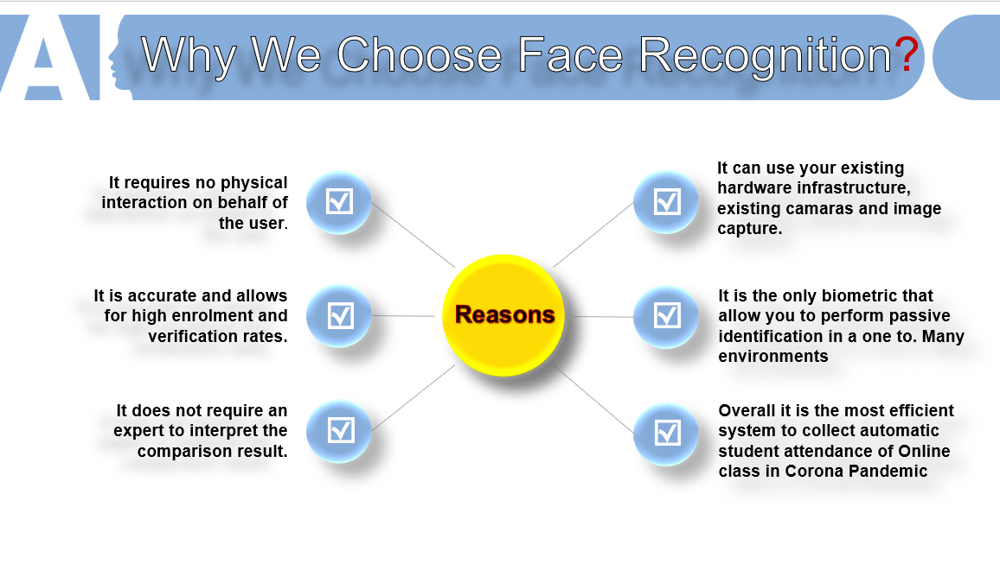 AI
Why We Choose Face Recognition?
It requires no physical
interaction on behalf of
the user.
It is accurate and allows
for high enrolment and
verification rates.
It does not require an
expert to interpret the
comparison result.
Reasons
It can use your existing
hardware infrastructure,
existing camaras and image
capture.
It is the only biometric that
allow you to perform passive
identification in a one to. Many
environments
Overall it is the most efficient
system to collect automatic
student attendance of Online
class in Corona Pandemic